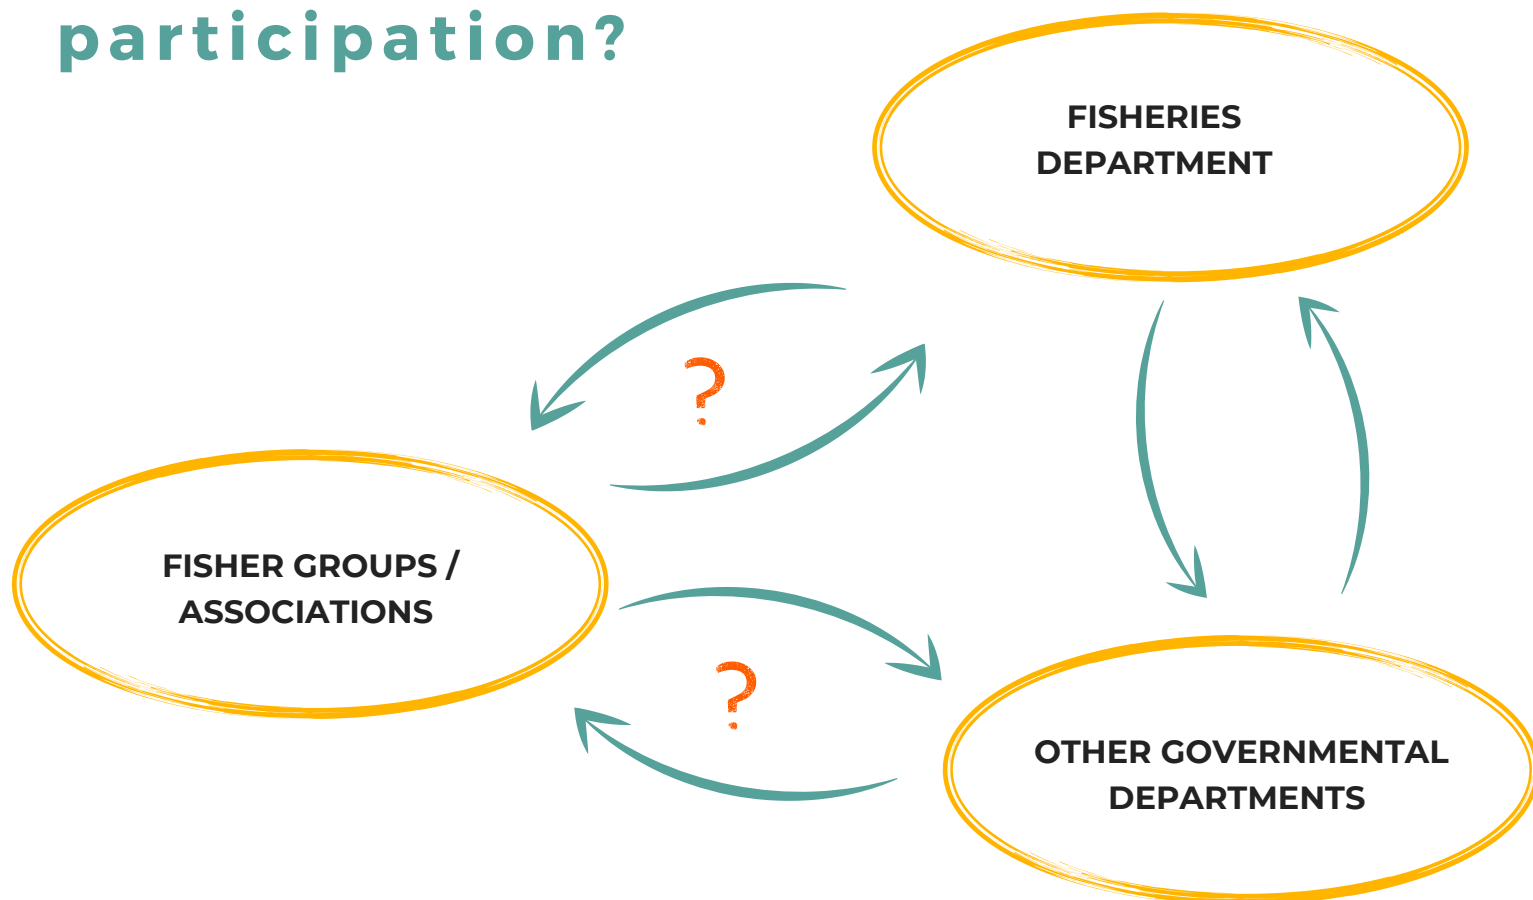 participation?
FISHERIES
DEPARTMENT
?
FISHER GROUPS /
ASSOCIATIONS
?
OTHER GOVERNMENTAL
DEPARTMENTS